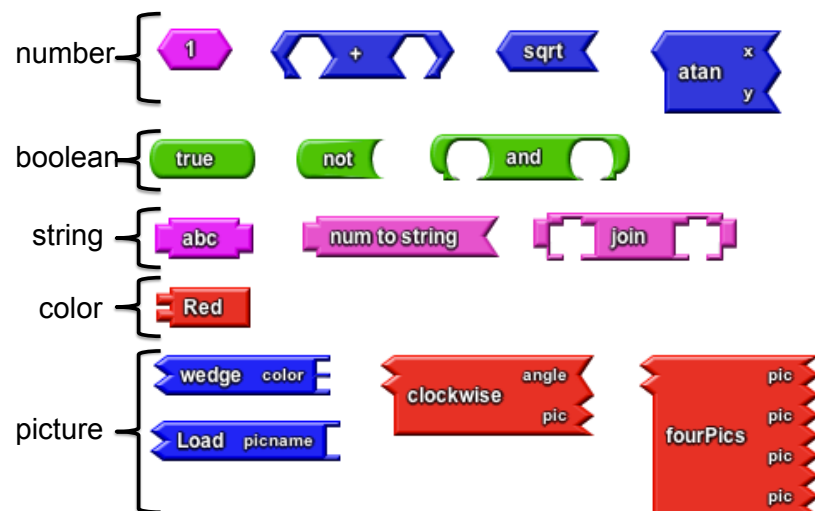 number
1
+
sqrt
atan
x
y
boolean
true
not
and
string
abc
num to string
join
color
Red
picture
wedge color
clockwise
angle
pic
fourPics
pic
pic
pic
pic
Load picname